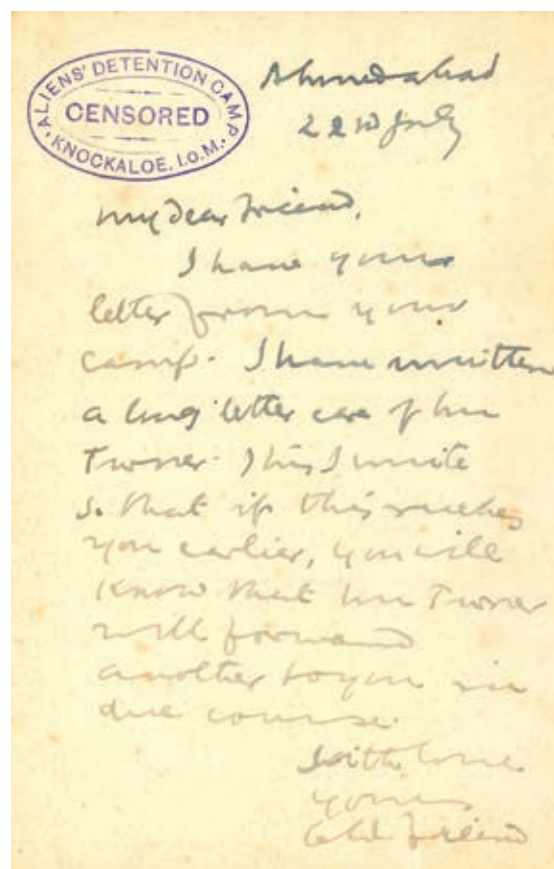 ALIENS' DETENTION CAMP
CENSORED
KNOCKALOE. I.o.M.
Ahmedabad
22nd July
My dear friend,
I have your
letter from your
camp. I have written
a long letter care of Mr
Turner. This I write
so that if this reaches
you earlier, you will
know that Mr Turner
will forward
another to you in
due course.
With love
yours
Old friend